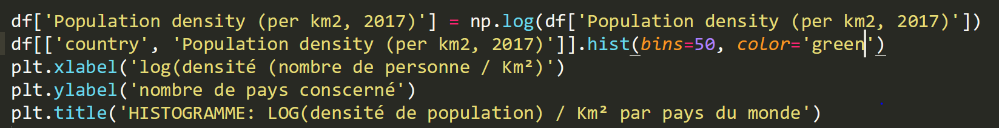 df['Population density (per km2, 2017)'] = np.log(df['Population density (per km2, 2017)'])
df[['country', 'Population density (per km2, 2017)']].hist(bins=50, color='green')
plt.xlabel('log(densité (nombre de personne / Km²)')
plt.ylabel('nombre de pays conscerné')
plt.title('HISTOGRAMME: LOG(densité de population) / Km² par pays du monde')